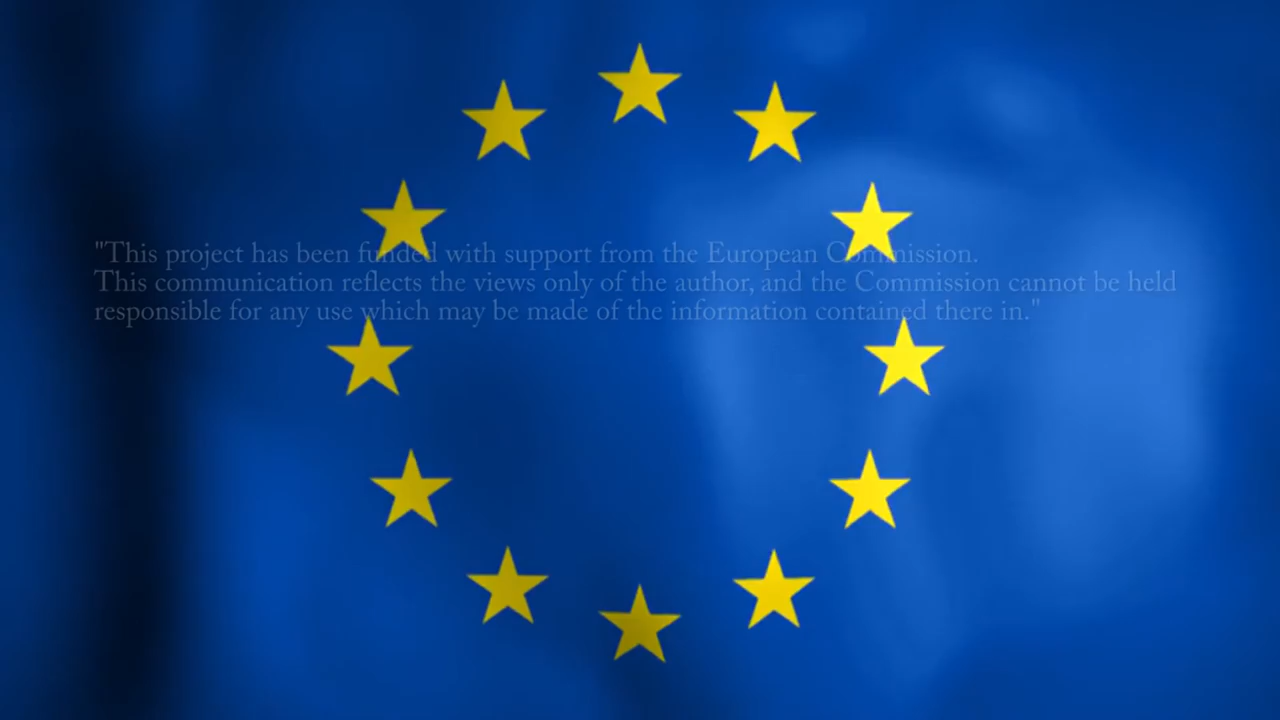 "This project has been funded with support from the European Commission.
This communication reflects the views only of the author, and the Commission cannot be held
responsible for any use which may be made of the information contained there in."